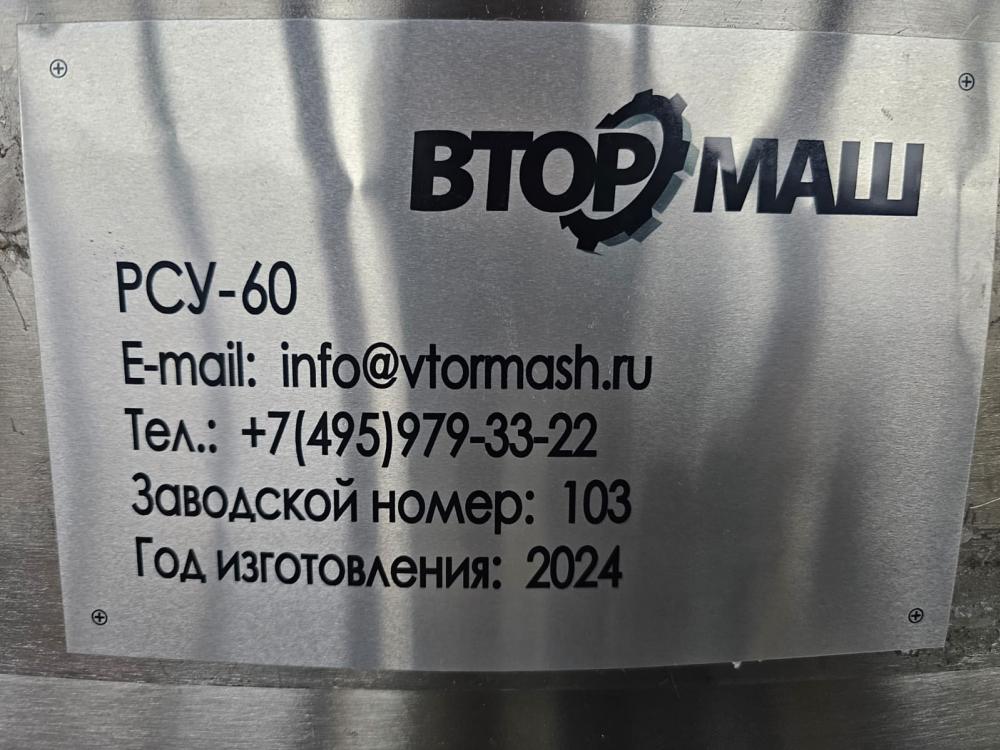 ВТОРМАШ
РСУ-60
E-mail: info@vtormash.ru
Тел.: +7(495)979-33-22
Заводской номер: 103
Год изготовления: 2024